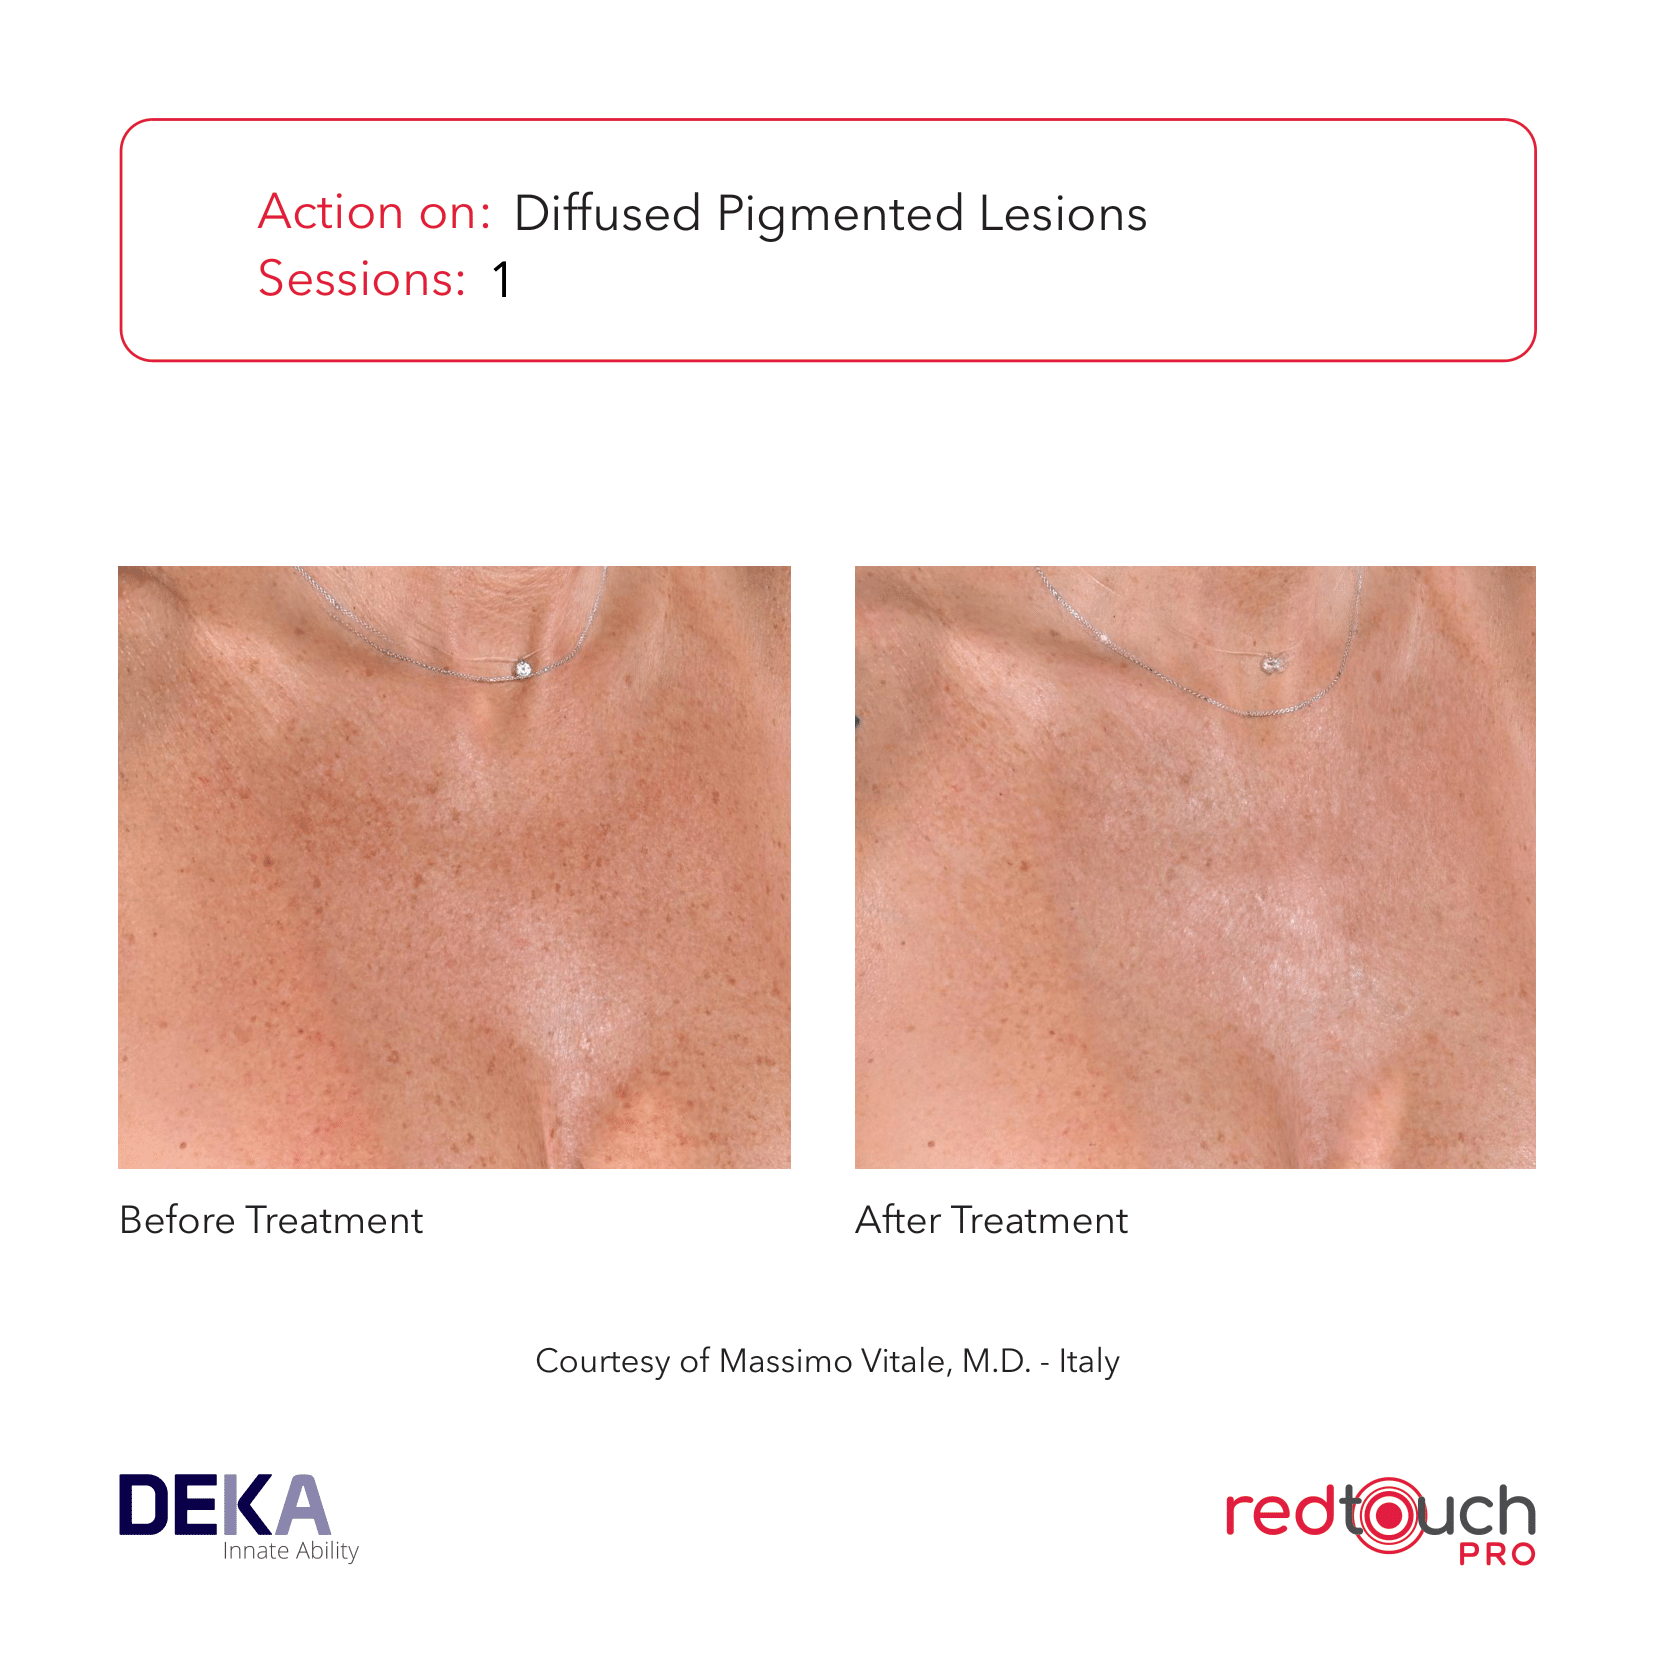 Action on: Diffused Pigmented Lesions
Sessions: 1
Before Treatment
After Treatment
Courtesy of Massimo Vitale, M.D. - Italy
DEKA
Innate Ability
redtouch
PRO